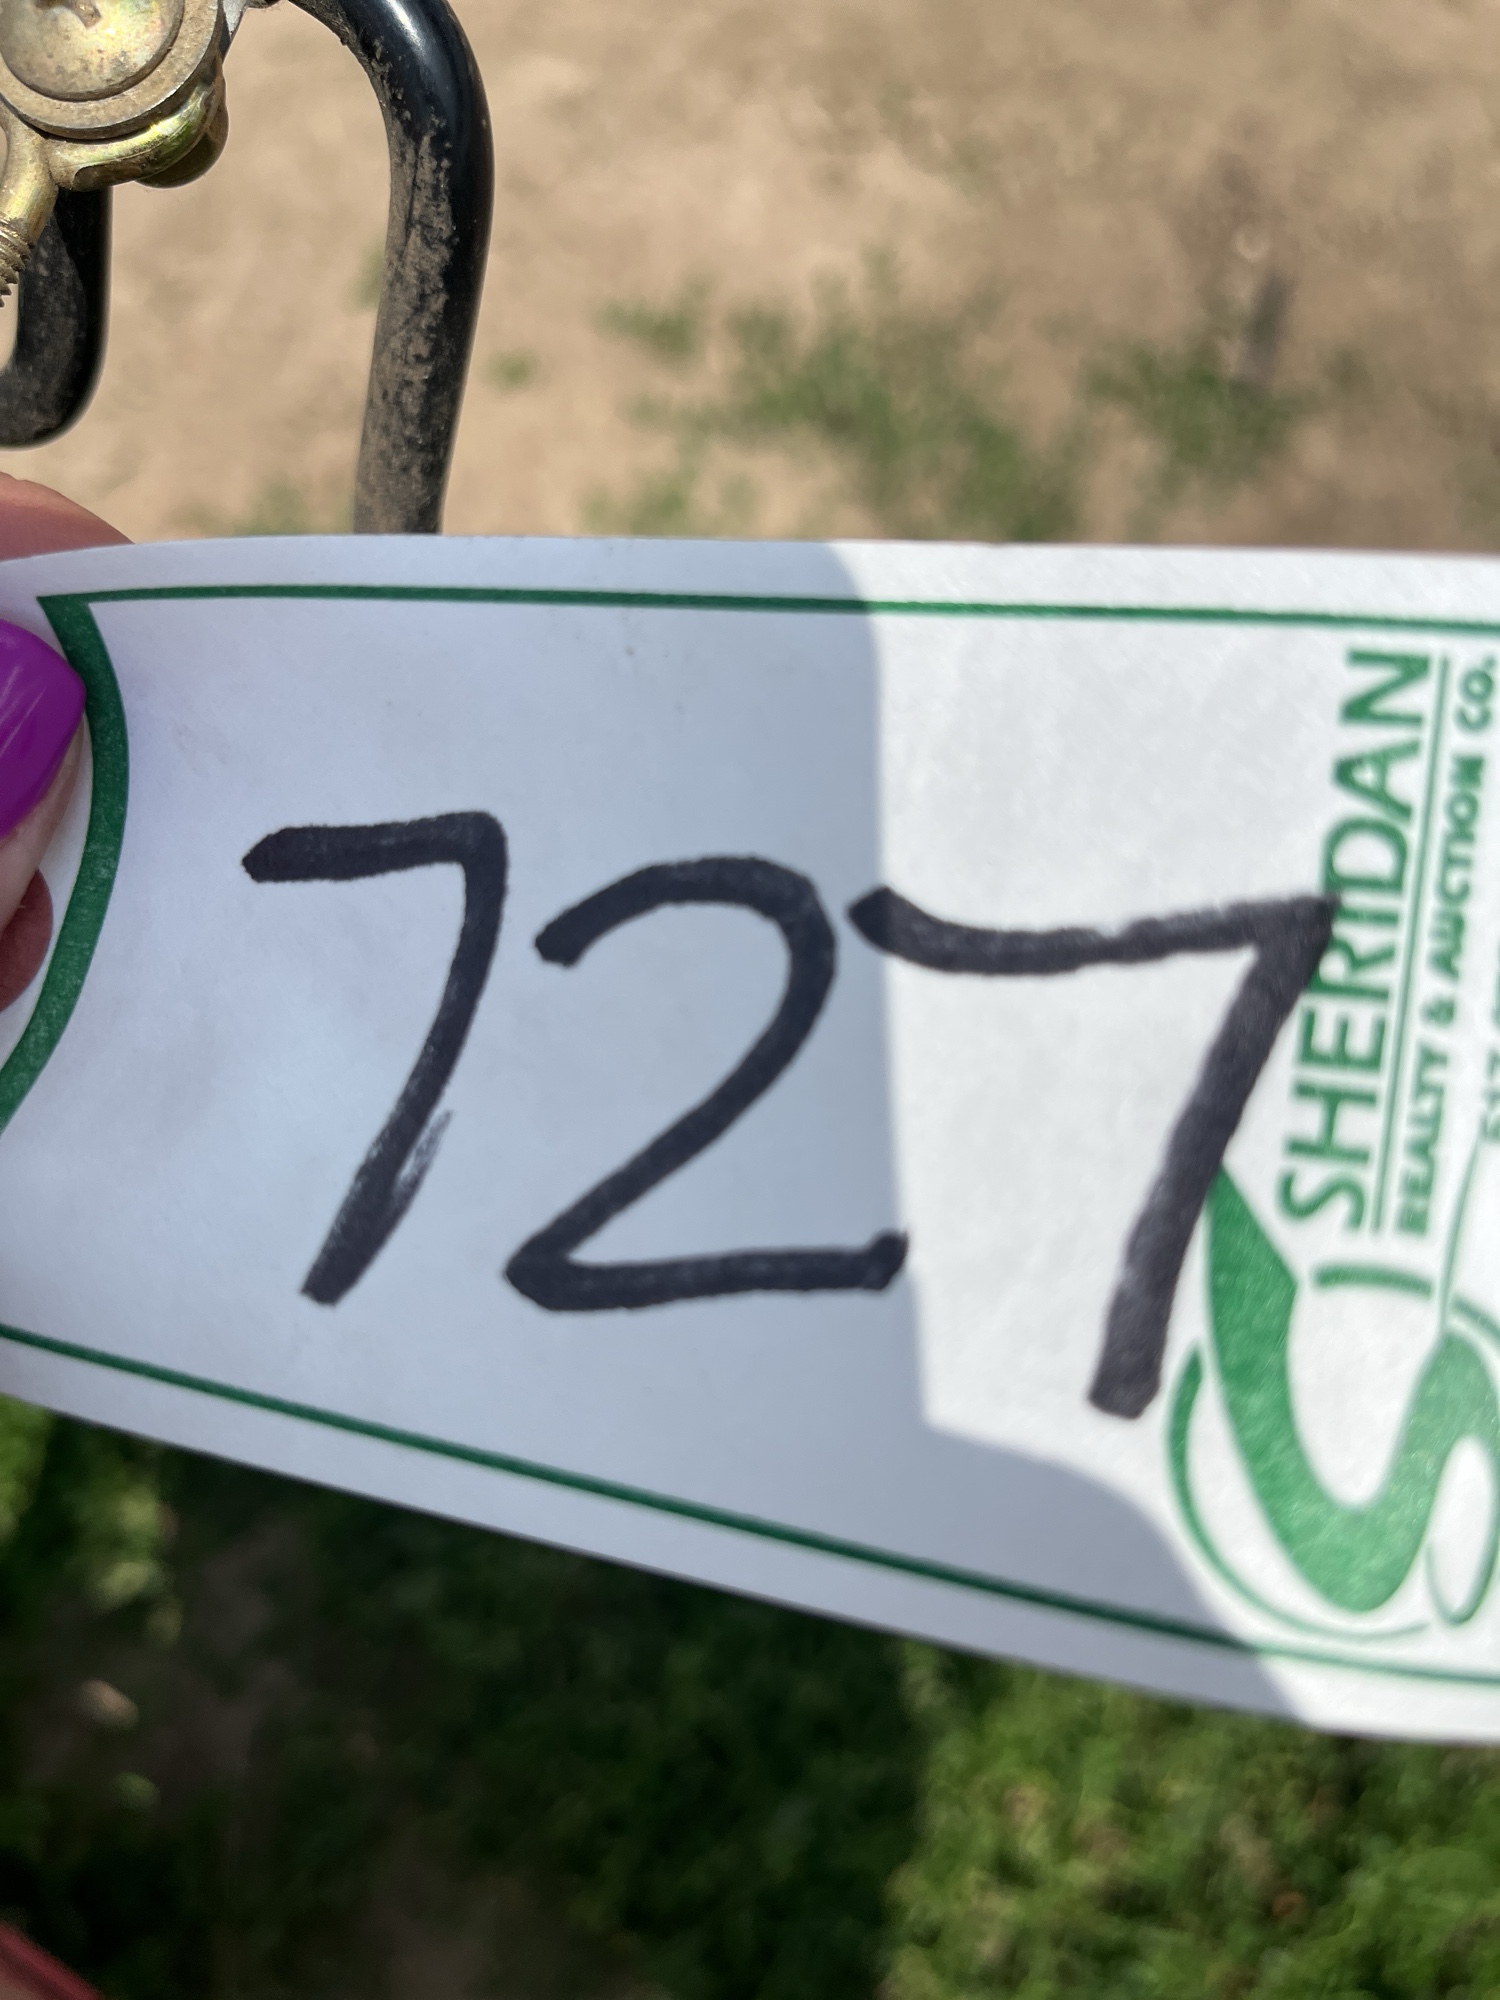 727
SHERIDAN
REALTY & AUCTION CO.